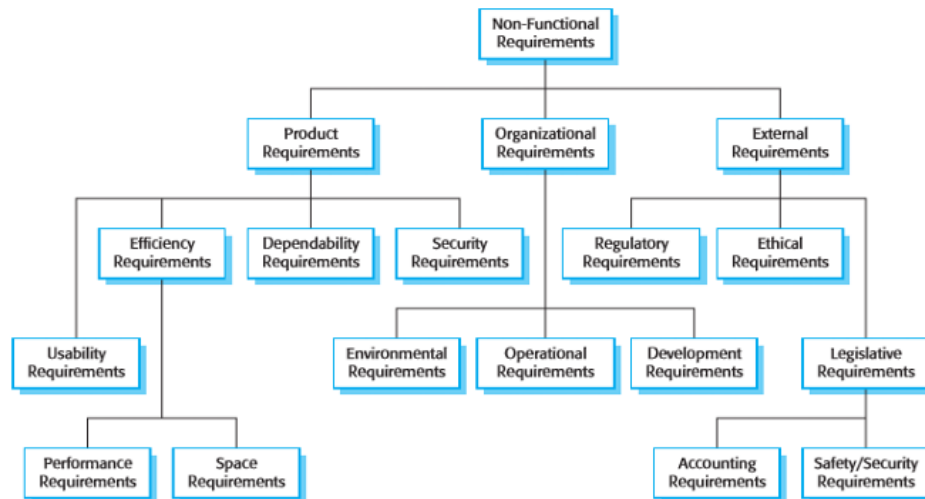 Non-Functional
Requirements
Product
Requirements
Organizational
Requirements
External
Requirements
Efficiency
Requirements
Dependability
Requirements
Security
Requirements
Regulatory
Requirements
Ethical
Requirements
Usability
Requirements
Environmental
Requirements
Operational
Requirements
Development
Requirements
Legislative
Requirements
Performance
Requirements
Space
Requirements
Accounting
Requirements
Safety/Security
Requirements